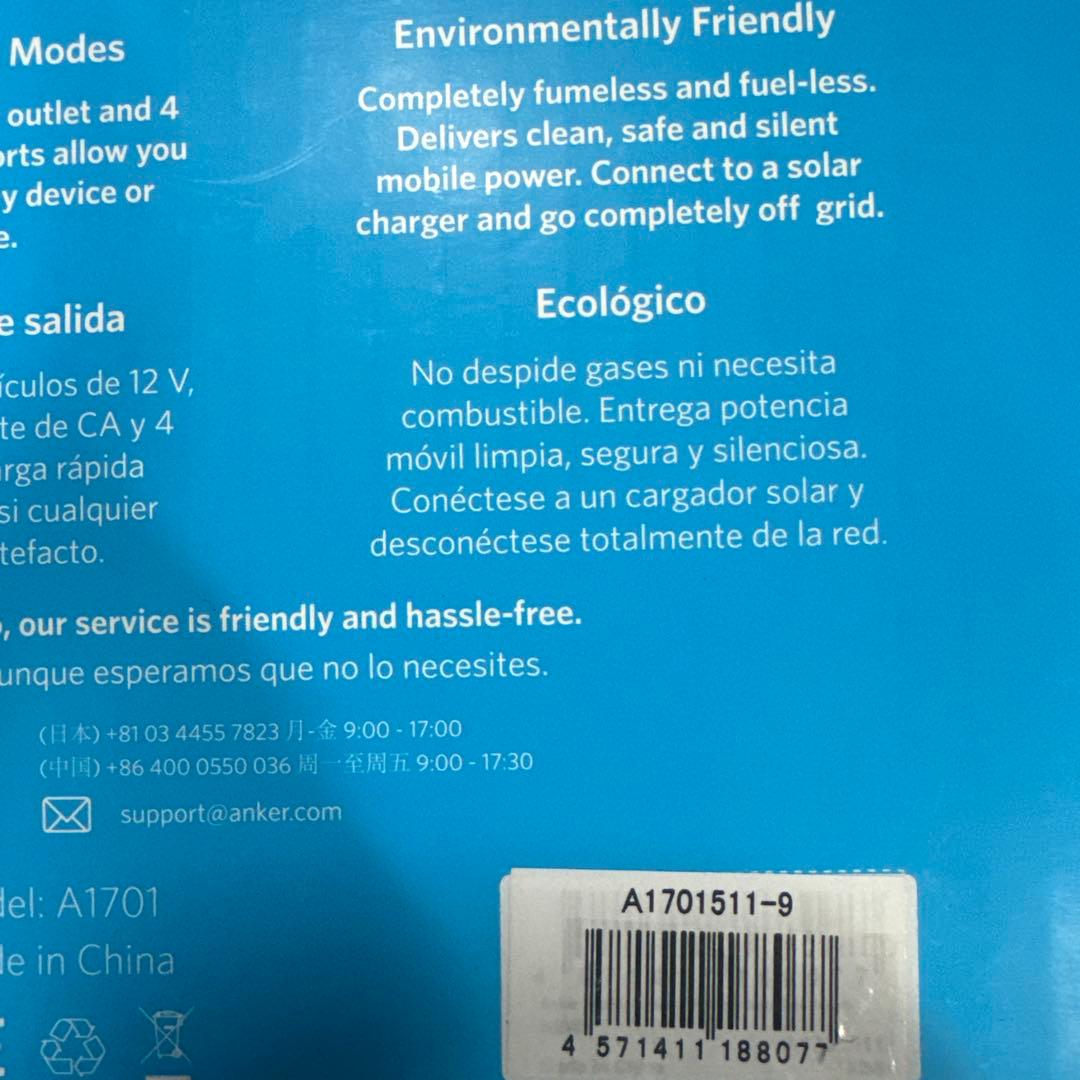 Modes
outlet and 4
orts allow you
y device or
e.
Environmentally Friendly
Completely fumeless and fuel-less.
Delivers clean, safe and silent
mobile power. Connect to a solar
charger and go completely off grid.
e salida
ículos de 12 V,
te de CA y 4
arga rápida
si cualquier
tefacto.
Ecológico
No despide gases ni necesita
combustible. Entrega potencia
móvil limpia, segura y silenciosa.
Conéctese a un cargador solar y
desconéctese totalmente de la red.
, our service is friendly and hassle-free.
unque esperamos que no lo necesites.
(日本) +81 03 4455 7823 月-金 9:00 - 17:00
(中国) +86 400 0550 036 周一至周五 9:00 - 17:30
support@anker.com
del: A1701
de in China
A1701511-9
4 571411 188077